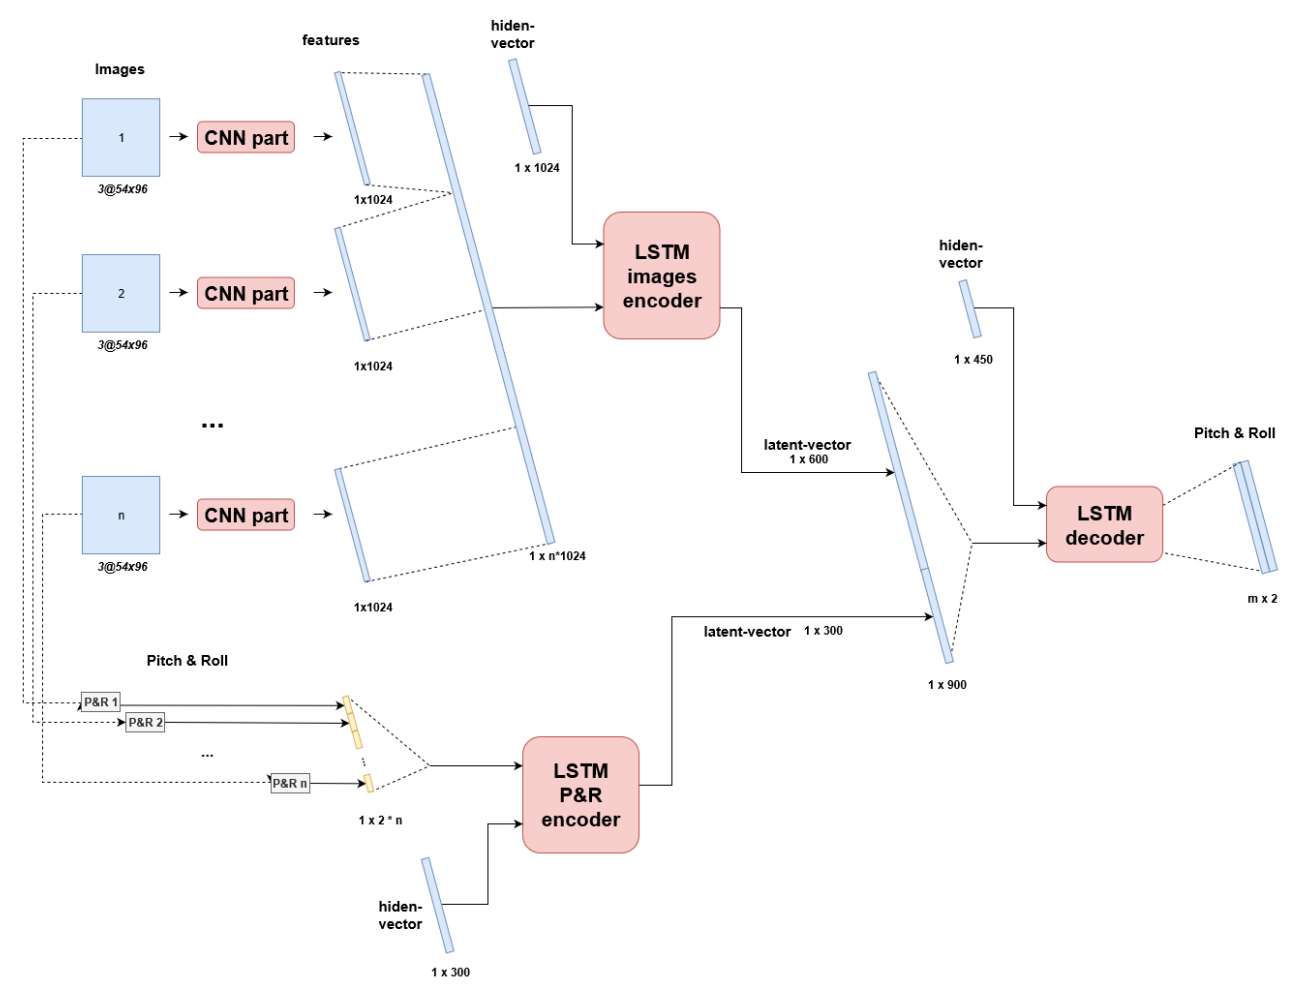 Images
features
hiden-
vector
1
CNN part
3@54x96
1x1024
1 x 1024
2
CNN part
3@54x96
1x1024
LSTM
images
encoder
hiden-
vector
1 x 450
...
n
CNN part
3@54x96
1x1024
1 x n*1024
latent-vector
1 x 600
Pitch & Roll
LSTM
decoder
m x 2
latent-vector 1 x 300
1 x 900
Pitch & Roll
P&R 1
P&R 2
...
...
P&R n
1 x 2 * n
LSTM
P&R
encoder
hiden-
vector
1 x 300